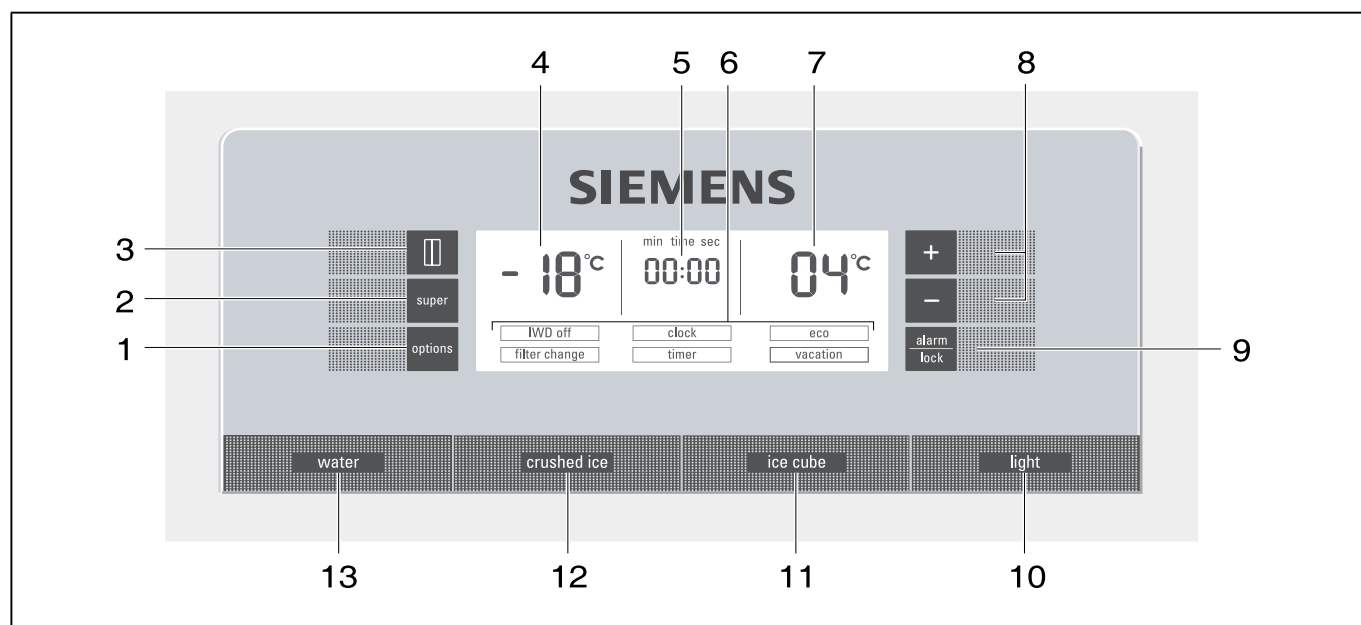 4 5 6 7 8
SIEMENS
3 min time sec +
-18°C 00:00 04°C
2 super −
IWD off clock eco
1 options filter change timer vacation alarm lock 9
water crushed ice ice cube light
13 12 11 10